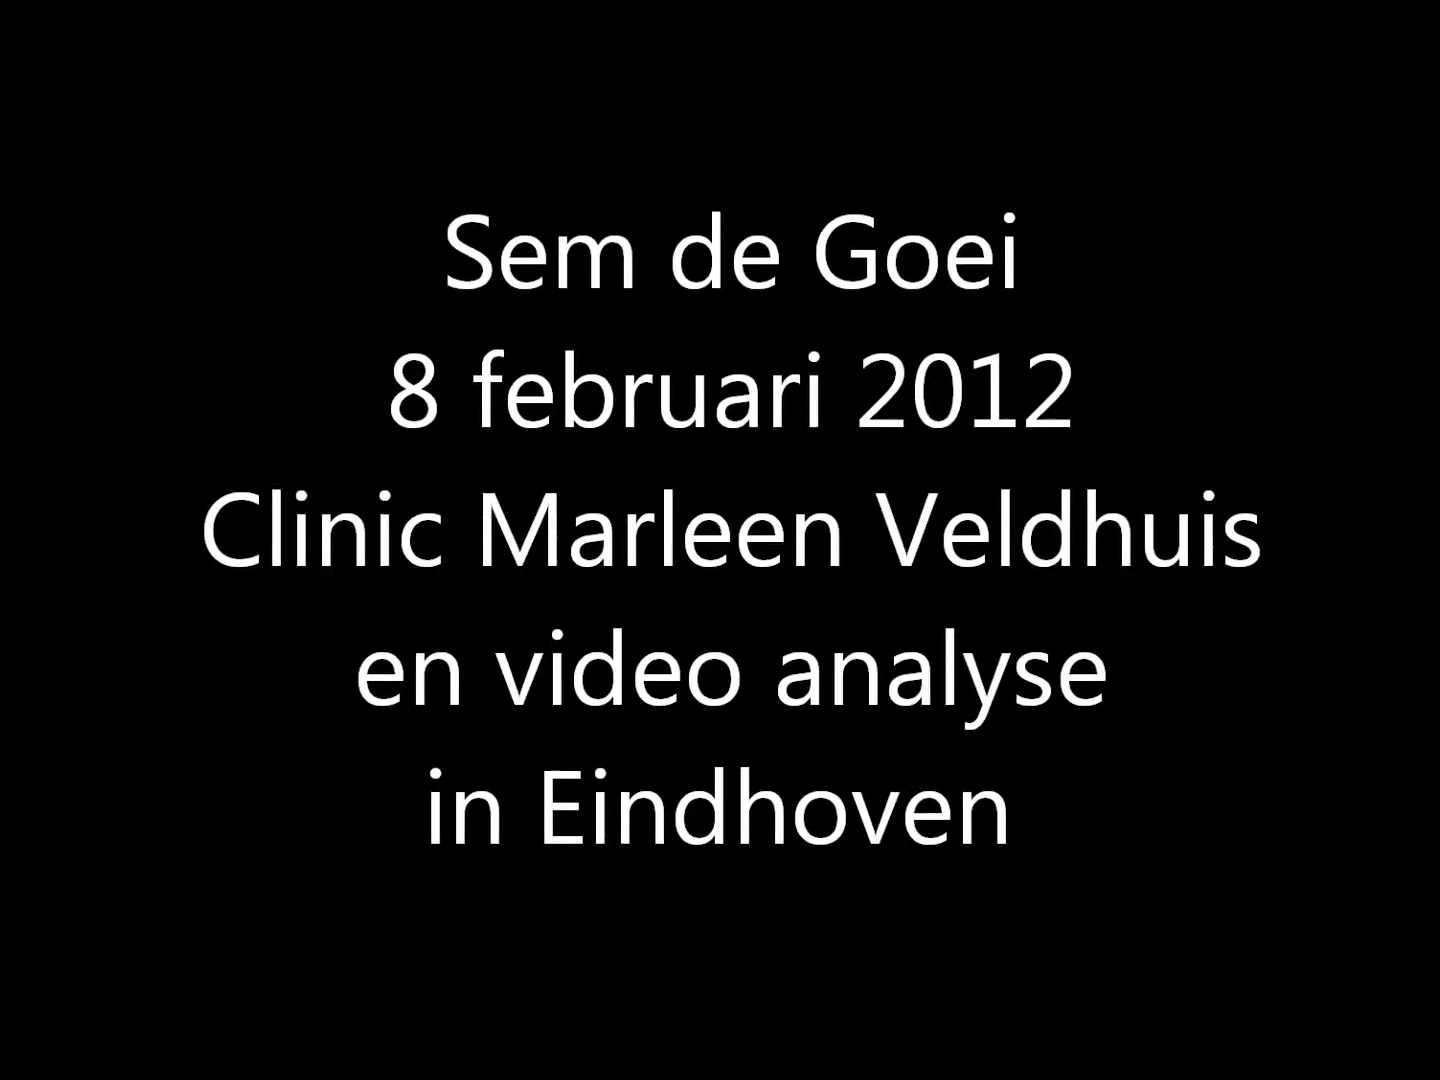 Sem de Goei
8 februari 2012
Clinic Marleen Veldhuis
en video analyse
in Eindhoven